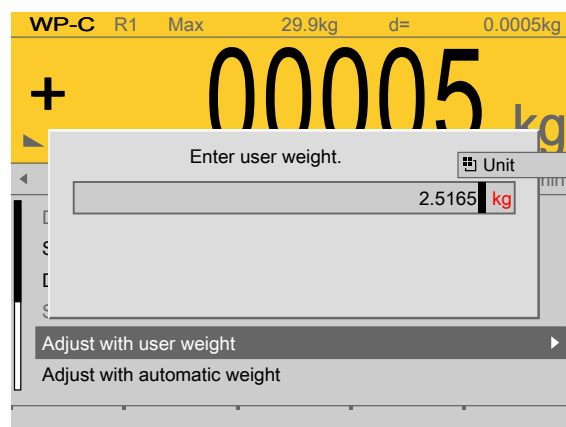 WP-C R1 Max 29.9kg d= 0.0005kg
+ 00005 kg
Enter user weight.
Unit
2.5165 kg
Adjust with user weight
Adjust with automatic weight